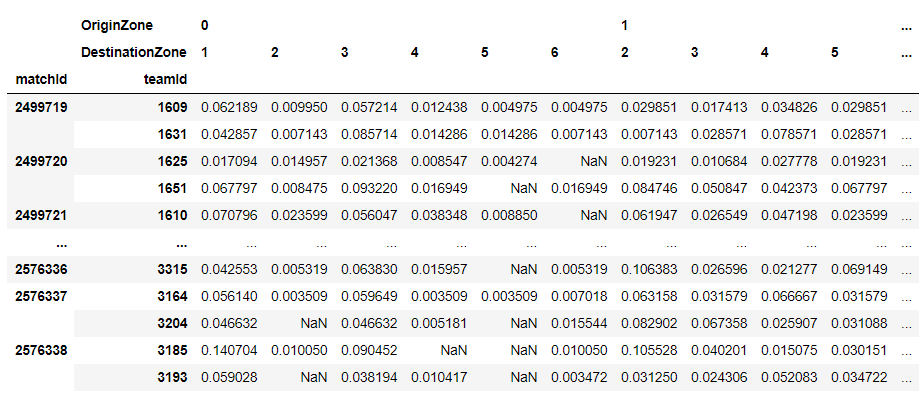 OriginZone 0 1 ...
DestinationZone 1 2 3 4 5 6 2 3 4 5 ...
matchId teamId
2499719 1609 0.062189 0.009950 0.057214 0.012438 0.004975 0.004975 0.029851 0.017413 0.034826 0.029851 ...
1631 0.042857 0.007143 0.085714 0.014286 0.014286 0.007143 0.007143 0.028571 0.078571 0.028571 ...
2499720 1625 0.017094 0.014957 0.021368 0.008547 0.004274 NaN 0.019231 0.010684 0.027778 0.019231 ...
1651 0.067797 0.008475 0.093220 0.016949 NaN 0.016949 0.084746 0.050847 0.042373 0.067797 ...
2499721 1610 0.070796 0.023599 0.056047 0.038348 0.008850 NaN 0.061947 0.026549 0.047198 0.023599 ...
... ... ... ... ... ... ... ... ... ... ... ... ...
2576336 3315 0.042553 0.005319 0.063830 0.015957 NaN 0.005319 0.106383 0.026596 0.021277 0.069149 ...
2576337 3164 0.056140 0.003509 0.059649 0.003509 0.003509 0.007018 0.063158 0.031579 0.066667 0.031579 ...
3204 0.046632 NaN 0.046632 0.005181 NaN 0.015544 0.082902 0.067358 0.025907 0.031088 ...
2576338 3185 0.140704 0.010050 0.090452 NaN NaN 0.010050 0.105528 0.040201 0.015075 0.030151 ...
3193 0.059028 NaN 0.038194 0.010417 NaN 0.003472 0.031250 0.024306 0.052083 0.034722 ...